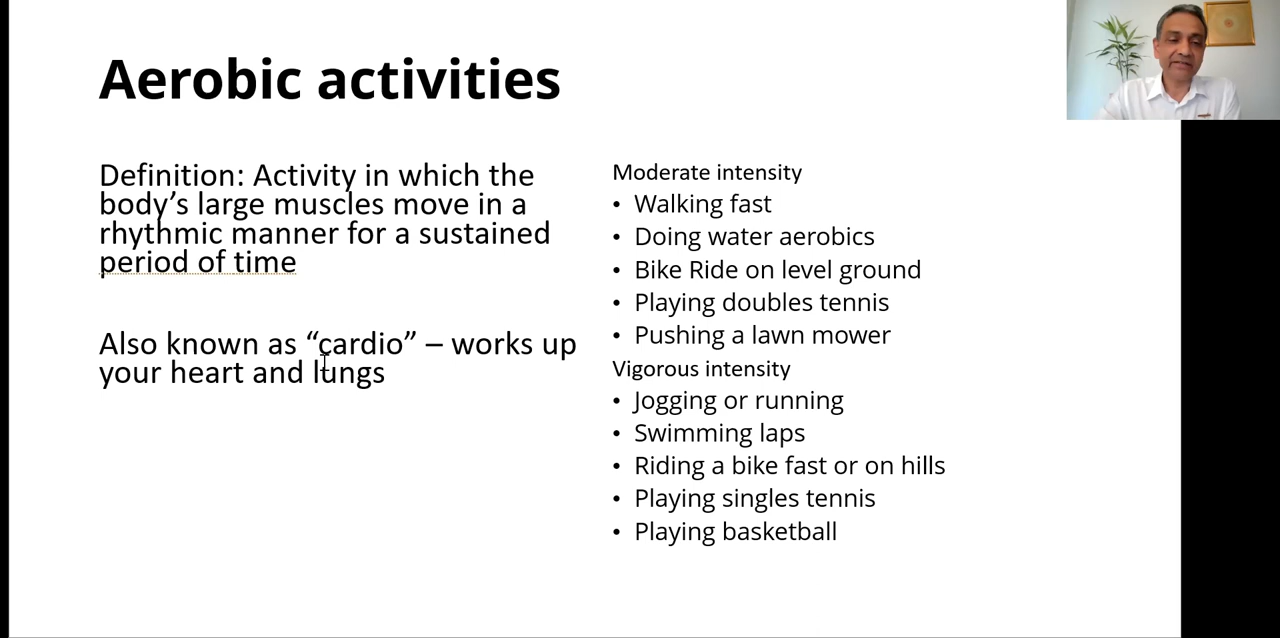 Aerobic activities
Definition: Activity in which the
body’s large muscles move in a
rhythmic manner for a sustained
period of time
Also known as “cardio” – works up
your heart and lungs
Moderate intensity
• Walking fast
• Doing water aerobics
• Bike Ride on level ground
• Playing doubles tennis
• Pushing a lawn mower
Vigorous intensity
• Jogging or running
• Swimming laps
• Riding a bike fast or on hills
• Playing singles tennis
• Playing basketball